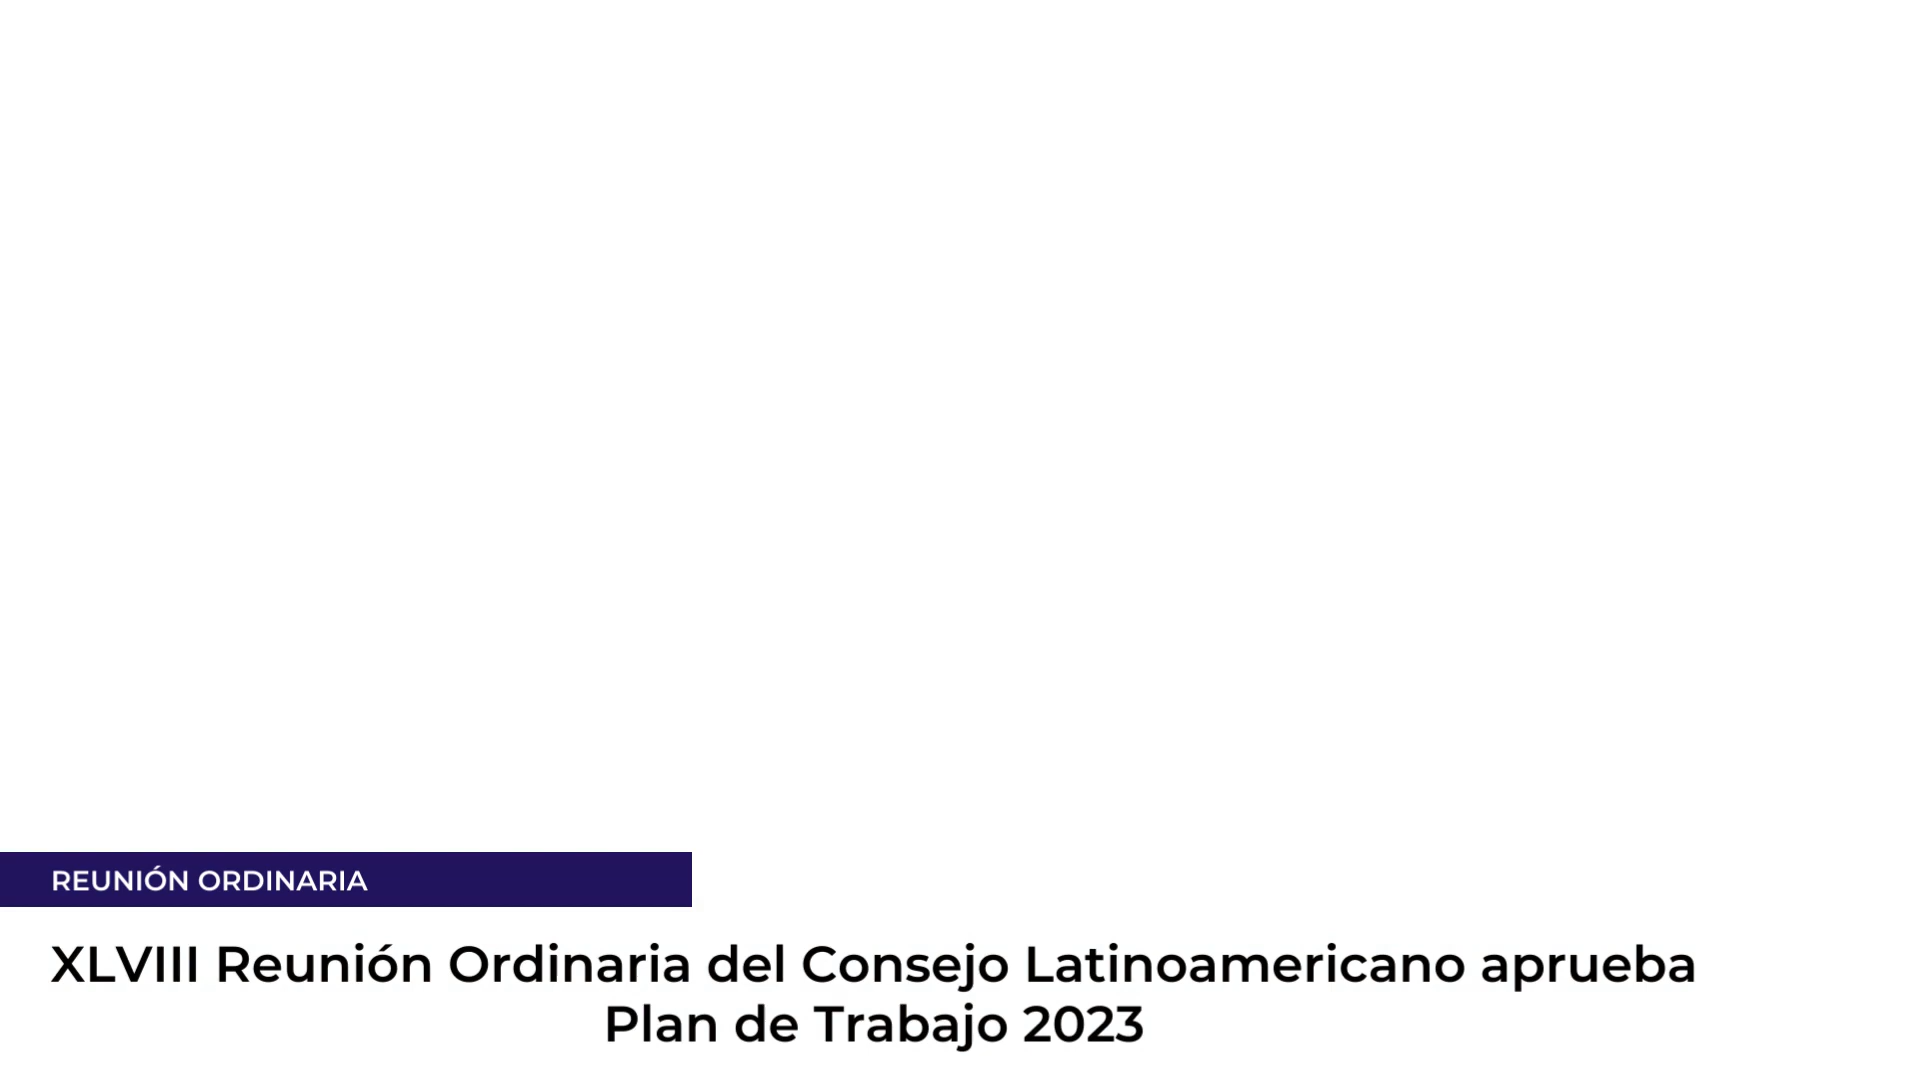 REUNIÓN ORDINARIA
XLVIII Reunión Ordinaria del Consejo Latinoamericano aprueba
Plan de Trabajo 2023